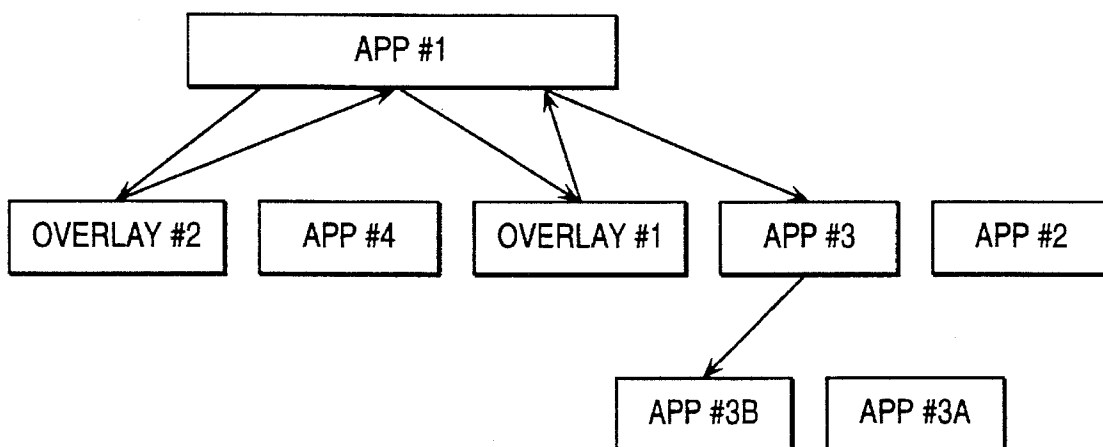 APP #1
OVERLAY #2
APP #4
OVERLAY #1
APP #3
APP #2
APP #3B
APP #3A